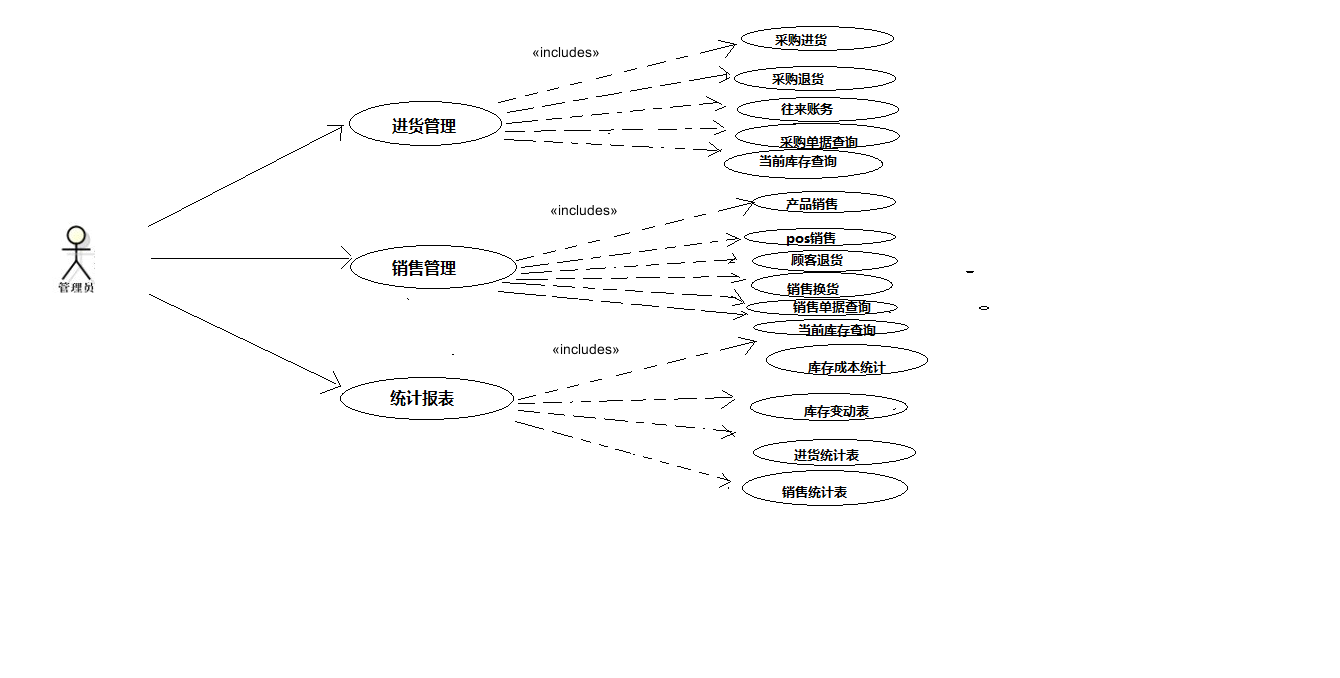 «includes»
采购进货
采购退货
往来账务
进货管理
采购单据查询
当前库存查询
«includes»
产品销售
pos销售
顾客退货
销售管理
管理员
销售换货
销售单据查询
当前库存查询
«includes»
库存成本统计
统计报表
库存变动表
进货统计表
销售统计表